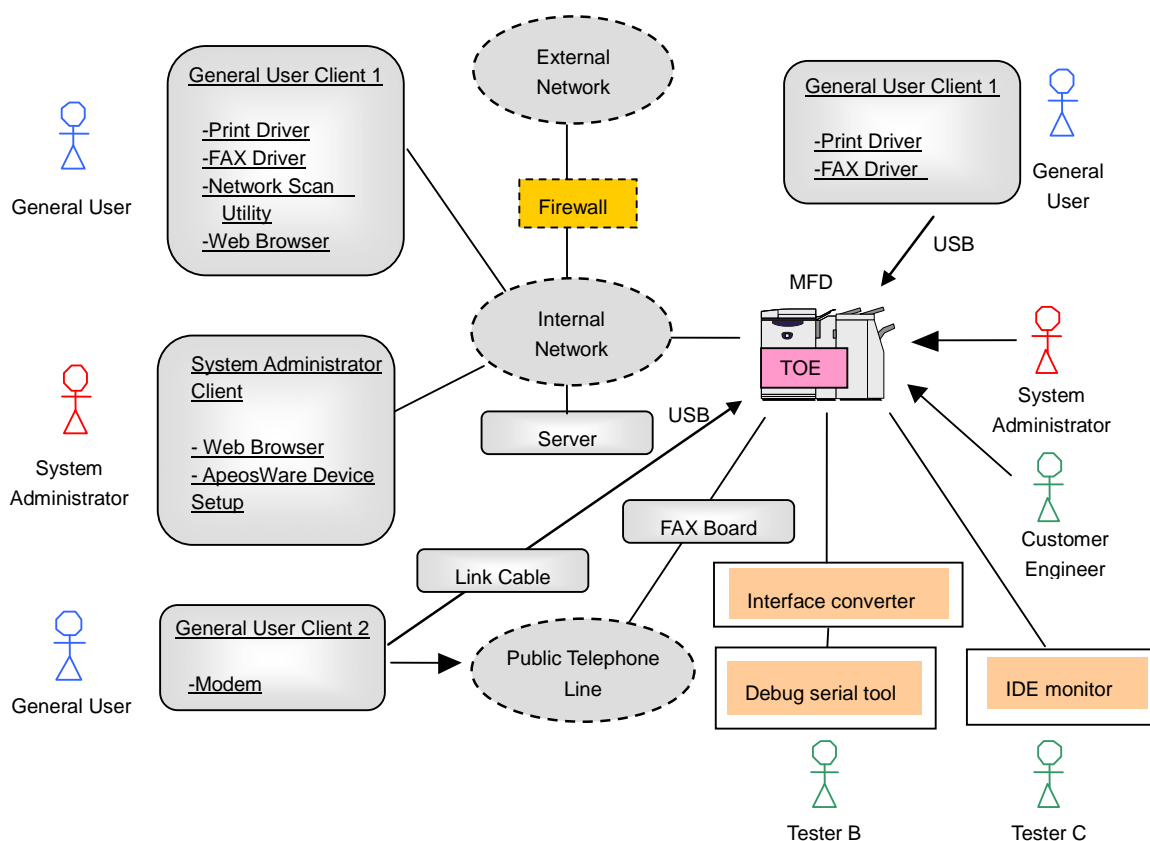 External
Network
General User Client 1
-Print Driver
-FAX Driver
-Network Scan
Utility
-Web Browser
General User
Firewall
General User Client 1
-Print Driver
-FAX Driver
General
User
USB
MFD
TOE
Internal
Network
System Administrator
Client
- Web Browser
- ApeosWare Device
Setup
System
Administrator
Server
USB
System
Administrator
Customer
Engineer
FAX Board
Link Cable
Interface converter
General User Client 2
-Modem
General User
Public Telephone
Line
Debug serial tool
IDE monitor
Tester B
Tester C